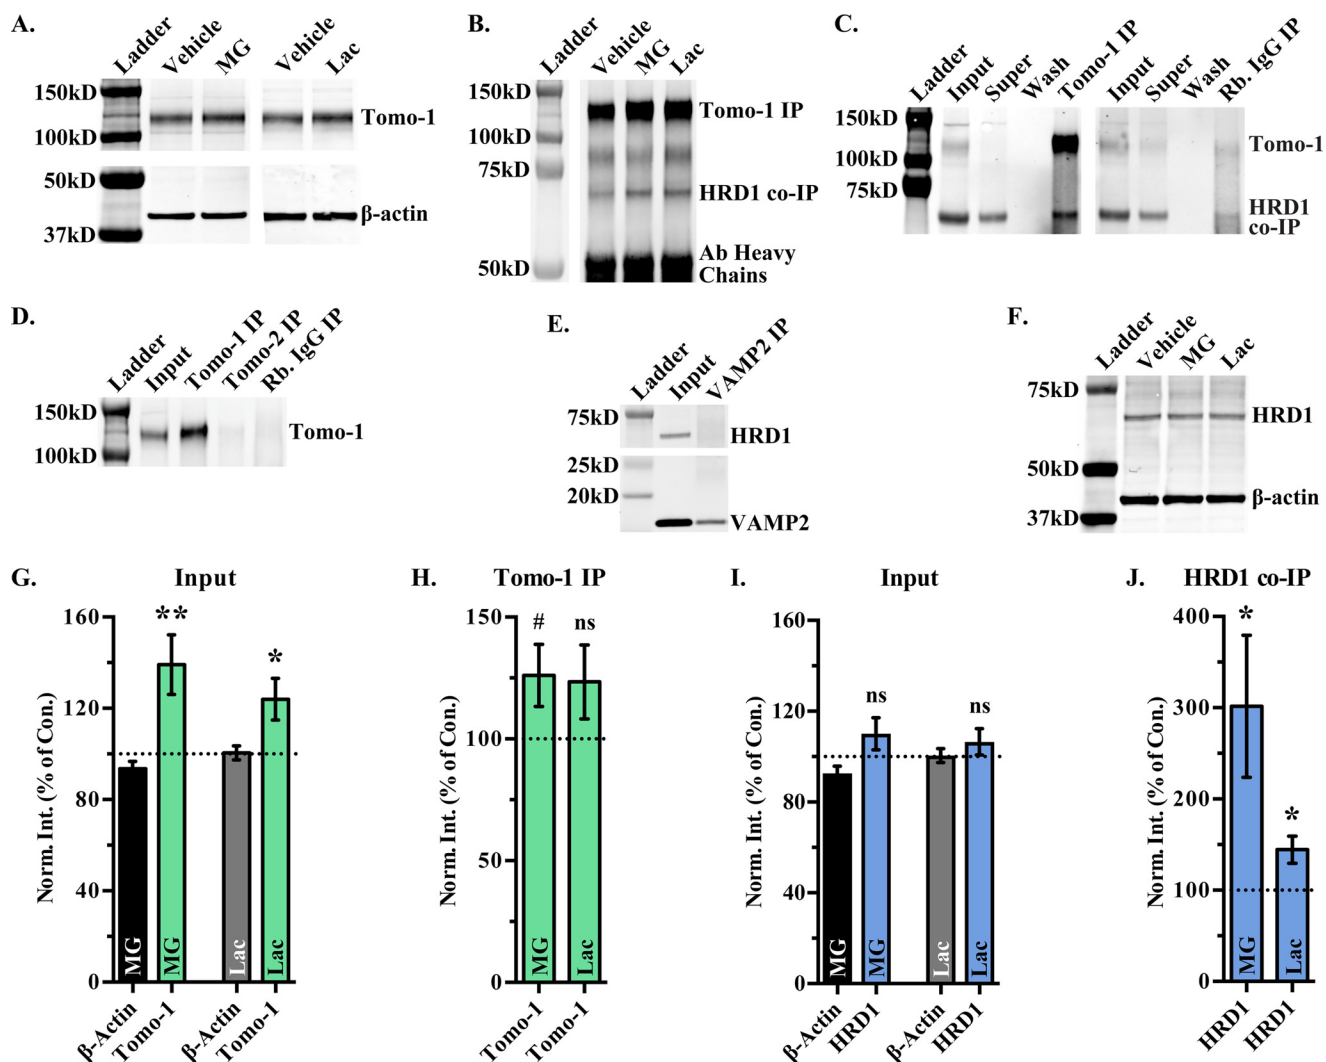 A.
Ladder
Vehicle
MG
Vehicle
Lac
150kD
100kD
Tomo-1
50kD
37kD
β-actin
B.
Ladder
Vehicle
MG
Lac
150kD
100kD
75kD
50kD
Tomo-1 IP
HRD1 co-IP
Ab Heavy
Chains
C.
Ladder
Input
Super
Wash
Tomo-1 IP
Input
Super
Wash
Rb. IgG IP
150kD
100kD
75kD
Tomo-1
HRD1
co-IP
D.
Ladder
Input
Tomo-1 IP
Tomo-2 IP
Rb. IgG IP
150kD
100kD
Tomo-1
E.
Ladder
Input
VAMP2 IP
75kD
HRD1
25kD
20kD
VAMP2
F.
Ladder
Vehicle
MG
Lac
75kD
50kD
37kD
HRD1
β-actin
G.
Input
Norm. Int. (% of Con.)
160
120
80
40
0
**
*
MG
MG
Lac
Lac
β-Actin
Tomo-1
β-Actin
Tomo-1
H.
Tomo-1 IP
Norm. Int. (% of Con.)
150
100
50
0
#
ns
MG
Lac
Tomo-1
Tomo-1
I.
Input
Norm. Int. (% of Con.)
160
120
80
40
0
ns
ns
MG
MG
Lac
Lac
β-Actin
HRD1
β-Actin
HRD1
J.
HRD1 co-IP
Norm. Int. (% of Con.)
400
300
200
100
0
*
*
MG
Lac
HRD1
HRD1